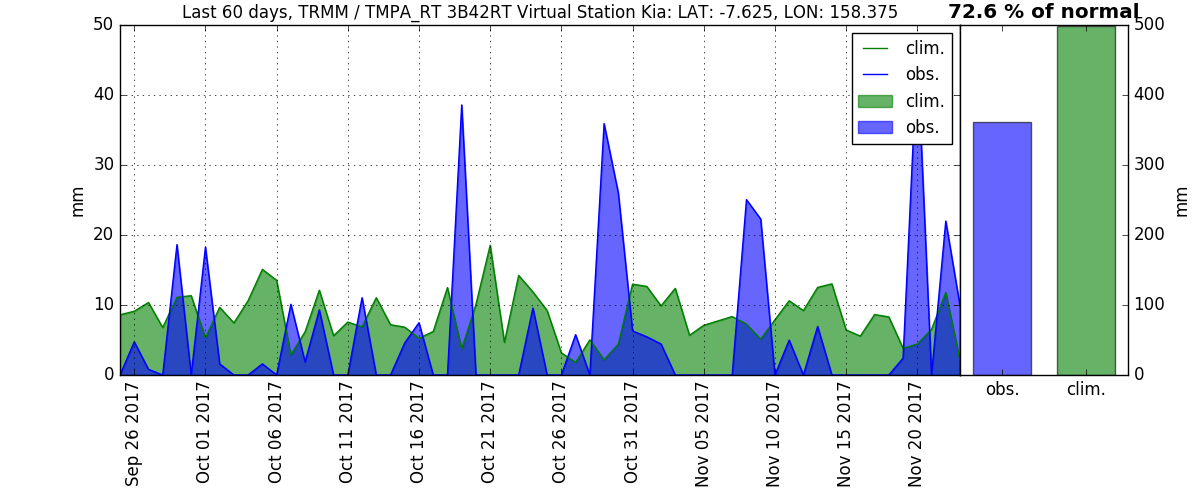 Last 60 days, TRMM / TMPA_RT 3B42RT Virtual Station Kia: LAT: -7.625, LON: 158.375
72.6 % of normal
50
40
30
20
10
0
mm
clim.
obs.
clim.
obs.
500
400
300
200
100
0
mm
obs.
clim.
Sep 26 2017
Oct 01 2017
Oct 06 2017
Oct 11 2017
Oct 16 2017
Oct 21 2017
Oct 26 2017
Oct 31 2017
Nov 05 2017
Nov 10 2017
Nov 15 2017
Nov 20 2017